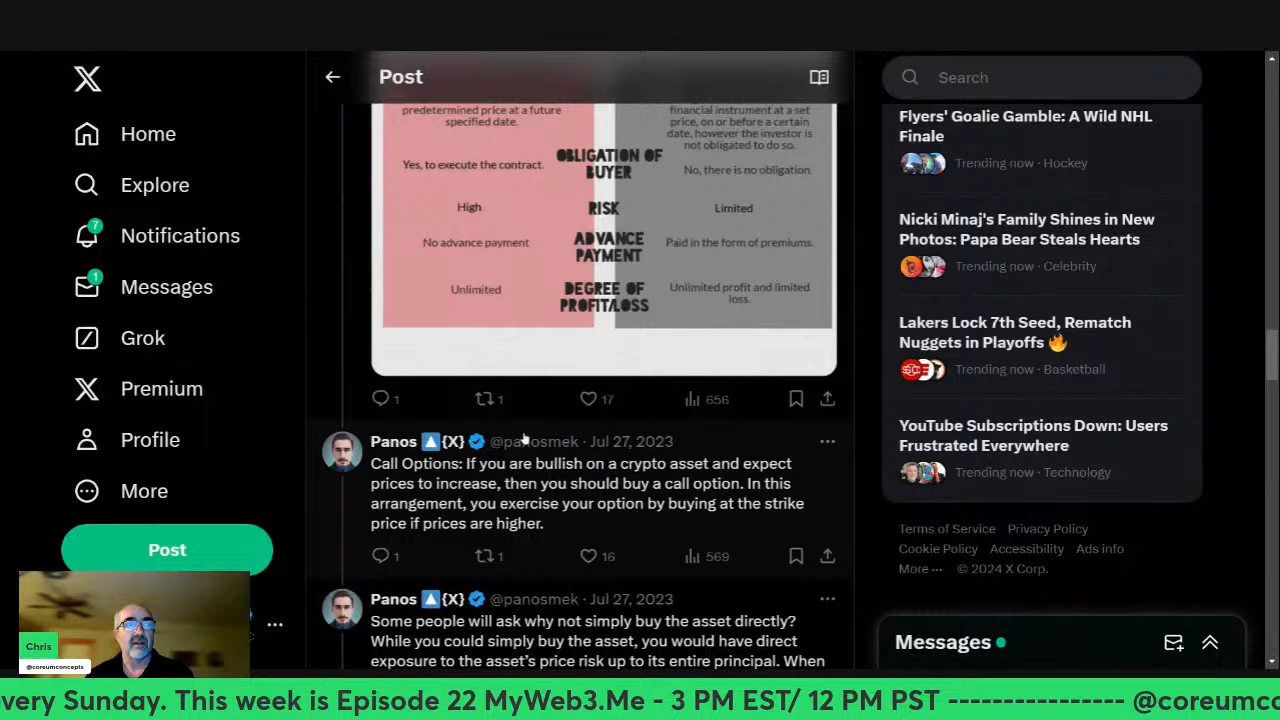 Home
Explore
7
Notifications
1
Messages
Grok
Premium
Profile
More
Post
Chris
@coreumconcepts
Post
predetermined price at a future
specified date.
financial instrument at a set
price, on or before a certain
date, however the investor is
not obligated to do so.
Yes, to execute the contract.
OBLIGATION OF
BUYER
No, there is no obligation.
High
RISK
Limited
No advance payment
ADVANCE
PAYMENT
Paid in the form of premiums.
Unlimited
DEGREE OF
PROFIT/LOSS
Unlimited profit and limited
loss.
1
1
17
656
Panos {X} @panosmek · Jul 27, 2023
Call Options: If you are bullish on a crypto asset and expect
prices to increase, then you should buy a call option. In this
arrangement, you exercise your option by buying at the strike
price if prices are higher.
1
1
16
569
Panos {X} @panosmek · Jul 27, 2023
Some people will ask why not simply buy the asset directly?
While you could simply buy the asset, you would have direct
exposure to the asset's price risk up to its entire principal. When
Search
Flyers' Goalie Gamble: A Wild NHL
Finale
Trending now · Hockey
Nicki Minaj's Family Shines in New
Photos: Papa Bear Steals Hearts
Trending now · Celebrity
Lakers Lock 7th Seed, Rematch
Nuggets in Playoffs 🔥
Trending now · Basketball
YouTube Subscriptions Down: Users
Frustrated Everywhere
Trending now · Technology
Terms of Service Privacy Policy
Cookie Policy Accessibility Ads info
More ··· © 2024 X Corp.
Messages
very Sunday. This week is Episode 22 MyWeb3.Me - 3 PM EST/ 12 PM PST ---------------- @coreumco